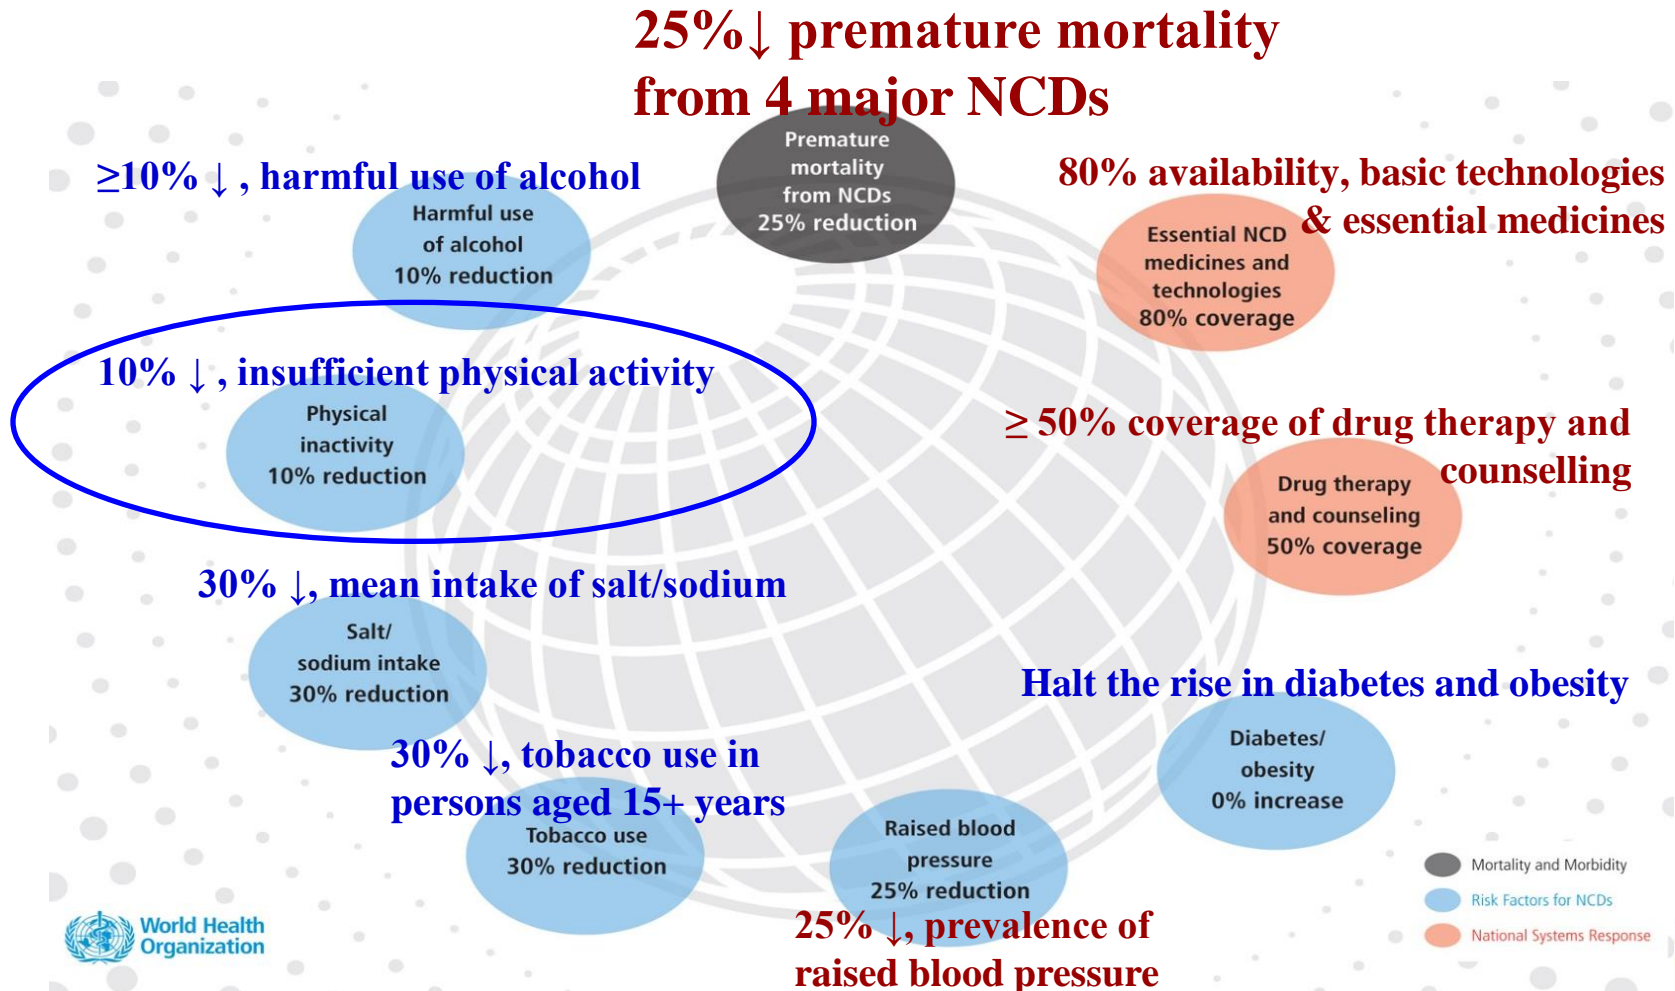 25%↓ premature mortality
from 4 major NCDs
Premature
mortality
from NCDs
25% reduction
≥10% ↓ , harmful use of alcohol
Harmful use
of alcohol
10% reduction
80% availability, basic technologies
& essential medicines
Essential NCD
medicines and
technologies
80% coverage
10% ↓ , insufficient physical activity
Physical
inactivity
10% reduction
≥ 50% coverage of drug therapy and
counselling
Drug therapy
and counseling
50% coverage
30% ↓, mean intake of salt/sodium
Salt/
sodium intake
30% reduction
Halt the rise in diabetes and obesity
Diabetes/
obesity
0% increase
30% ↓, tobacco use in
persons aged 15+ years
Tobacco use
30% reduction
Raised blood
pressure
25% reduction
25% ↓, prevalence of
raised blood pressure
Mortality and Morbidity
Risk Factors for NCDs
National Systems Response
World Health
Organization